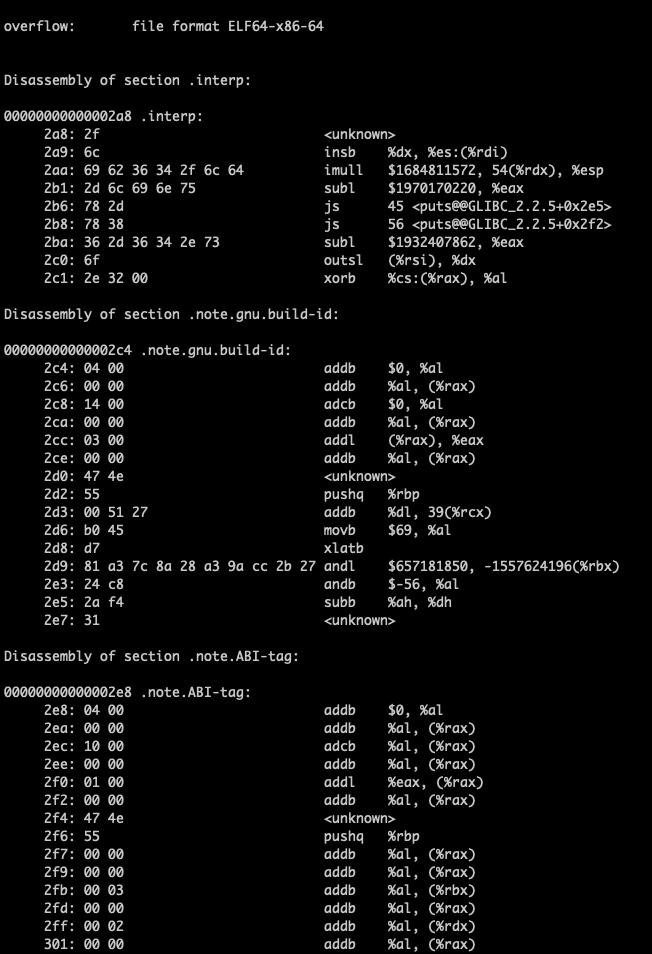 overflow:       file format ELF64-x86-64
Disassembly of section .interp:
00000000000002a8 .interp:
     2a8: 2f                            <unknown>
     2a9: 6c                            insb    %dx, %es:(%rdi)
     2aa: 69 62 36 34 2f 6c 64          imull   $1684811572, 54(%rdx), %esp
     2b1: 2d 6c 69 6e 75                subl    $1970170220, %eax
     2b6: 78 2d                         js      45 <puts@@GLIBC_2.2.5+0x2e5>
     2b8: 78 38                         js      56 <puts@@GLIBC_2.2.5+0x2f2>
     2ba: 36 2d 36 34 2e 73             subl    $1932407862, %eax
     2c0: 6f                            outsl   (%rsi), %dx
     2c1: 2e 32 00                      xorb    %cs:(%rax), %al
Disassembly of section .note.gnu.build-id:
00000000000002c4 .note.gnu.build-id:
     2c4: 04 00                         addb    $0, %al
     2c6: 00 00                         addb    %al, (%rax)
     2c8: 14 00                         adcb    $0, %al
     2ca: 00 00                         addb    %al, (%rax)
     2cc: 03 00                         addl    (%rax), %eax
     2ce: 00 00                         addb    %al, (%rax)
     2d0: 47 4e                         <unknown>
     2d2: 55                            pushq   %rbp
     2d3: 00 51 27                      addb    %dl, 39(%rcx)
     2d6: b0 45                         movb    $69, %al
     2d8: d7                            xlatb
     2d9: 81 a3 7c 8a 28 a3 9a cc 2b 27 andl    $657181850, -1557624196(%rbx)
     2e3: 24 c8                         andb    $-56, %al
     2e5: 2a f4                         subb    %ah, %dh
     2e7: 31                            <unknown>
Disassembly of section .note.ABI-tag:
00000000000002e8 .note.ABI-tag:
     2e8: 04 00                         addb    $0, %al
     2ea: 00 00                         addb    %al, (%rax)
     2ec: 10 00                         adcb    %al, (%rax)
     2ee: 00 00                         addb    %al, (%rax)
     2f0: 01 00                         addl    %eax, (%rax)
     2f2: 00 00                         addb    %al, (%rax)
     2f4: 47 4e                         <unknown>
     2f6: 55                            pushq   %rbp
     2f7: 00 00                         addb    %al, (%rax)
     2f9: 00 00                         addb    %al, (%rax)
     2fb: 00 03                         addb    %al, (%rbx)
     2fd: 00 00                         addb    %al, (%rax)
     2ff: 00 02                         addb    %al, (%rdx)
     301: 00 00                         addb    %al, (%rax)